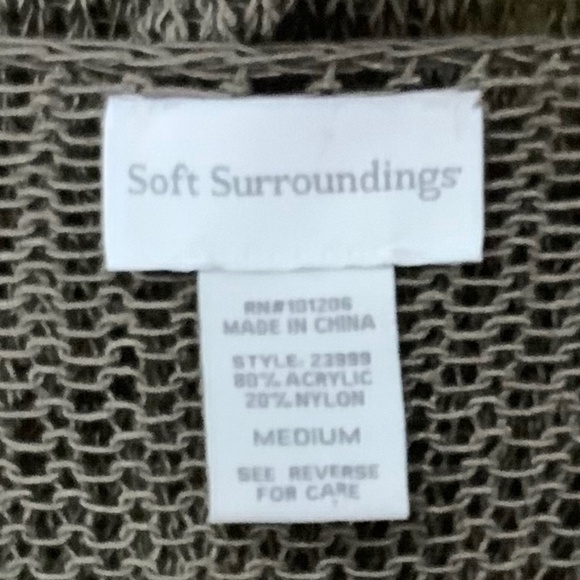 Soft Surroundings
RN#101206
MADE IN CHINA
STYLE: 23999
80% ACRYLIC
20% NYLON
MEDIUM
SEE REVERSE
FOR CARE